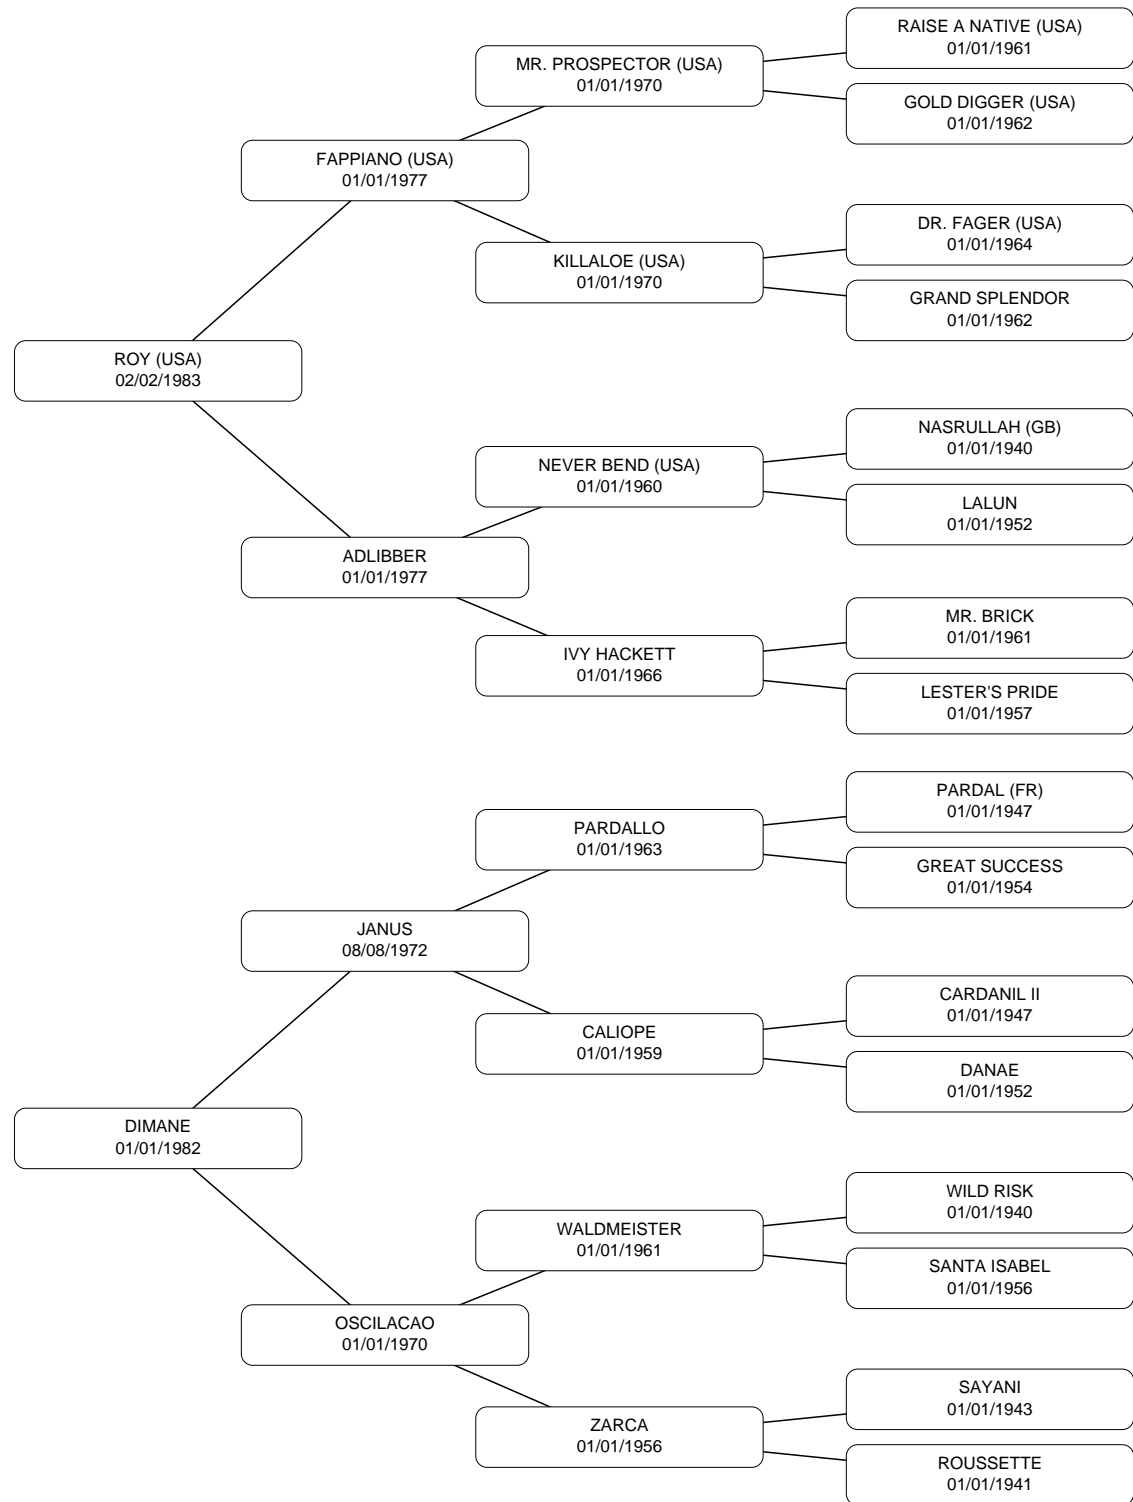 RAISE A NATIVE (USA)
01/01/1961
MR. PROSPECTOR (USA)
01/01/1970
GOLD DIGGER (USA)
01/01/1962
FAPPIANO (USA)
01/01/1977
DR. FAGER (USA)
01/01/1964
KILLALOE (USA)
01/01/1970
GRAND SPLENDOR
01/01/1962
ROY (USA)
02/02/1983
NASRULLAH (GB)
01/01/1940
NEVER BEND (USA)
01/01/1960
LALUN
01/01/1952
ADLIBBER
01/01/1977
MR. BRICK
01/01/1961
IVY HACKETT
01/01/1966
LESTER'S PRIDE
01/01/1957
PARDAL (FR)
01/01/1947
PARDALLO
01/01/1963
GREAT SUCCESS
01/01/1954
JANUS
08/08/1972
CARDANIL II
01/01/1947
CALIOPE
01/01/1959
DANAE
01/01/1952
DIMANE
01/01/1982
WILD RISK
01/01/1940
WALDMEISTER
01/01/1961
SANTA ISABEL
01/01/1956
OSCILACAO
01/01/1970
SAYANI
01/01/1943
ZARCA
01/01/1956
ROUSSETTE
01/01/1941